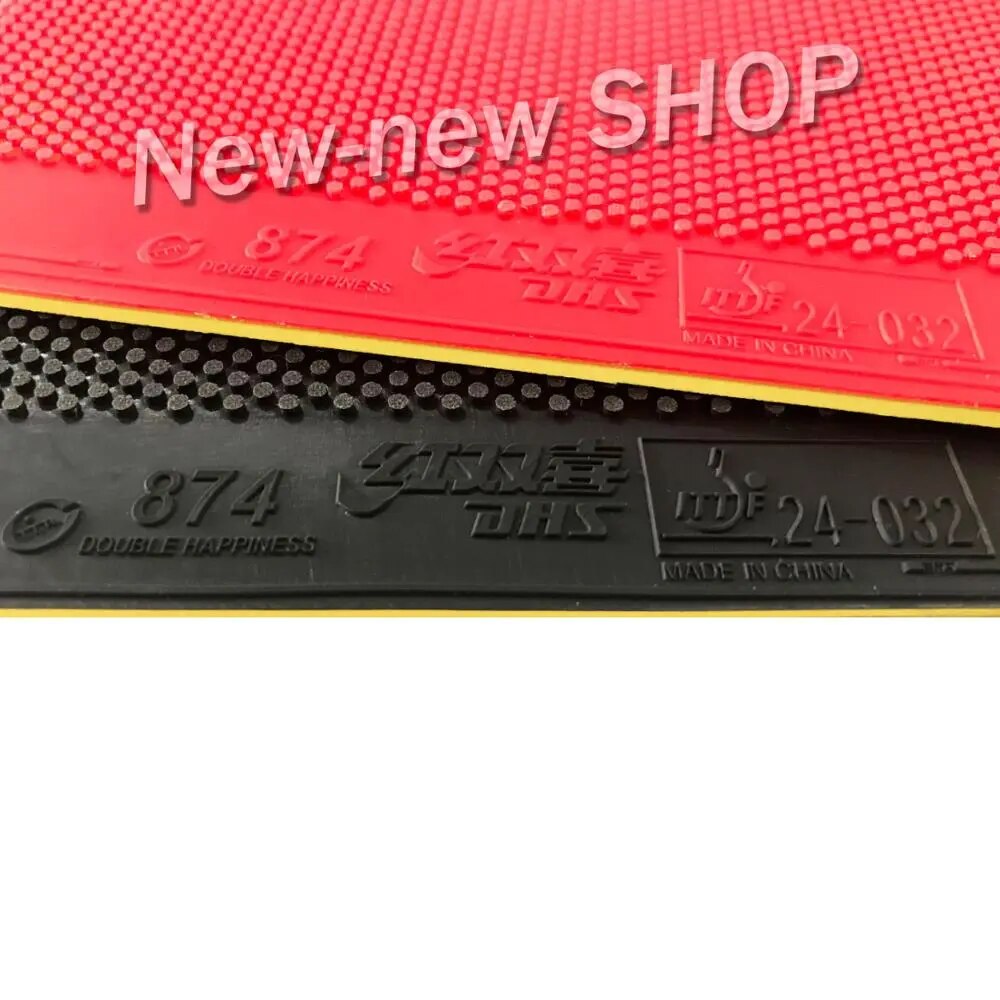 New-new SHOP
874
DOUBLE HAPPINESS
红双喜
DHS
ITTF 24-032
MADE IN CHINA
874
DOUBLE HAPPINESS
红双喜
DHS
ITTF 24-032
MADE IN CHINA